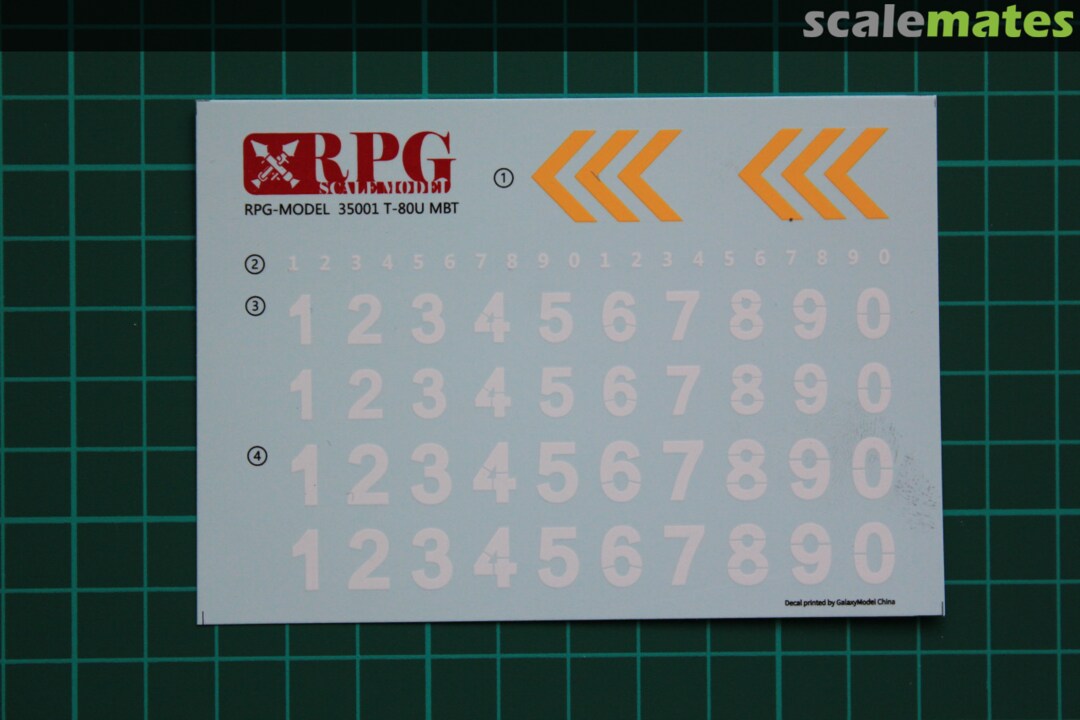 scalemates
RPG
SCALE MODEL
RPG-MODEL 35001 T-80U MBT
①
② 1 2 3 4 5 6 7 8 9 0 1 2 3 4 5 6 7 8 9 0
③ 1 2 3 4 5 6 7 8 9 0
1 2 3 4 5 6 7 8 9 0
④ 1 2 3 4 5 6 7 8 9 0
1 2 3 4 5 6 7 8 9 0
Decal printed by GalaxyModel China